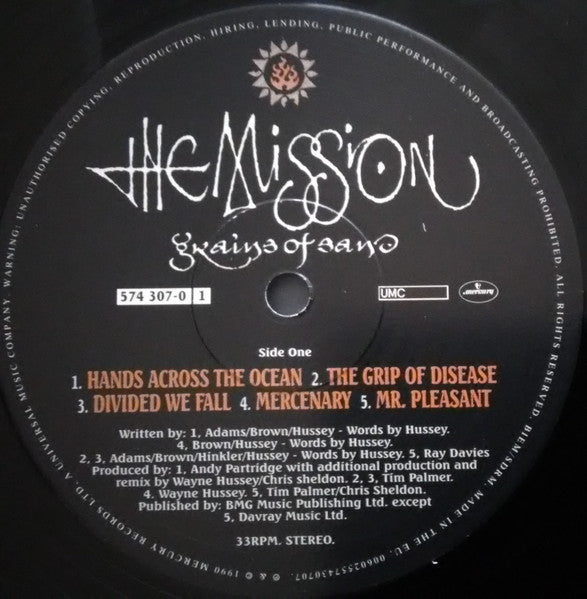 THE MISSION
grains of sand
574 307-0 1
UMC
mercury
Side One
1. HANDS ACROSS THE OCEAN 2. THE GRIP OF DISEASE
3. DIVIDED WE FALL 4. MERCENARY 5. MR. PLEASANT
Written by: 1, Adams/Brown/Hussey - Words by Hussey.
4, Brown/Hussey - Words by Hussey.
2, 3, Adams/Brown/Hinkler/Hussey - Words by Hussey. 5, Ray Davies
Produced by: 1, Andy Partridge with additional production and
remix by Wayne Hussey/Chris sheldon. 2, 3, Tim Palmer.
4. Wayne Hussey. 5, Tim Palmer/Chris Sheldon.
Published by: BMG Music Publishing Ltd. except
5, Davray Music Ltd.
33RPM. STEREO.
℗ & © 1990 MERCURY RECORDS LTD. A UNIVERSAL MUSIC COMPANY. WARNING: UNAUTHORISED COPYING, REPRODUCTION, HIRING, LENDING, PUBLIC PERFORMANCE AND BROADCASTING PROHIBITED. ALL RIGHTS RESERVED. BIEM/SDRM. MADE IN THE EU. 00602557430707.